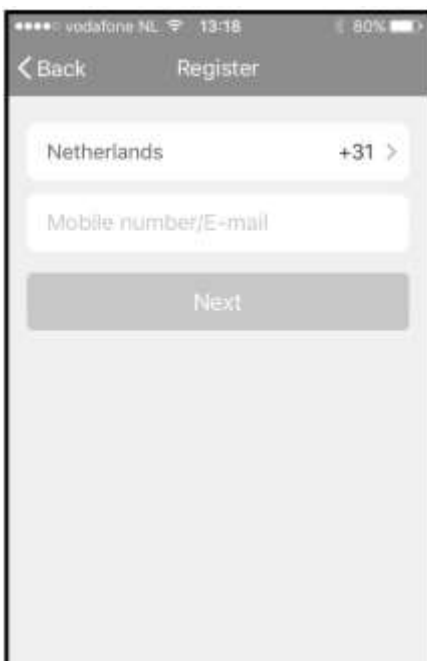 vodafone NL 13:18 80%
Back Register
Netherlands +31 >
Mobile number/E-mail
Next